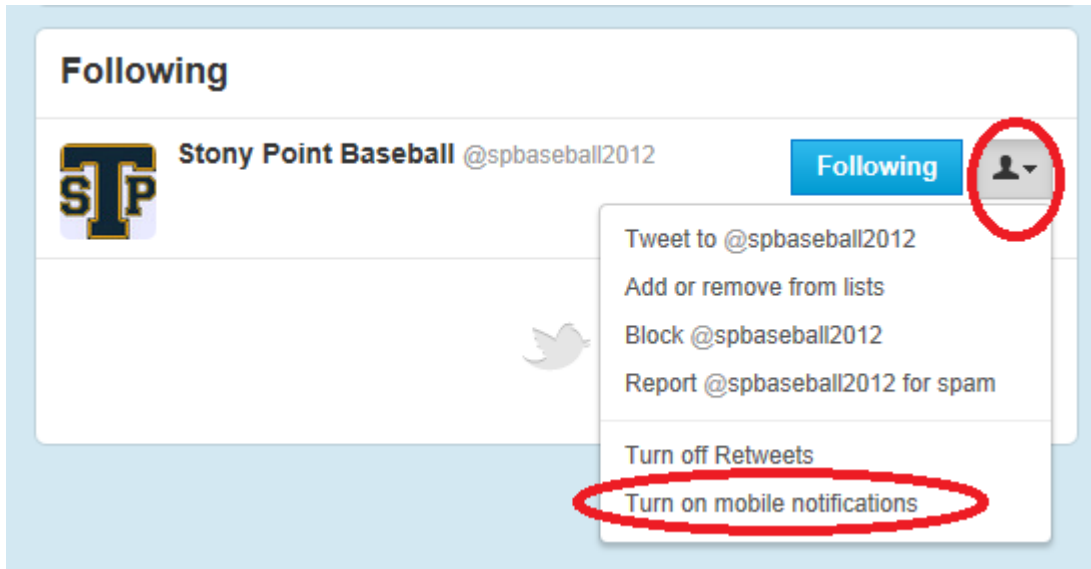 Following
STP
Stony Point Baseball @spbaseball2012
Following
Tweet to @spbaseball2012
Add or remove from lists
Block @spbaseball2012
Report @spbaseball2012 for spam
Turn off Retweets
Turn on mobile notifications